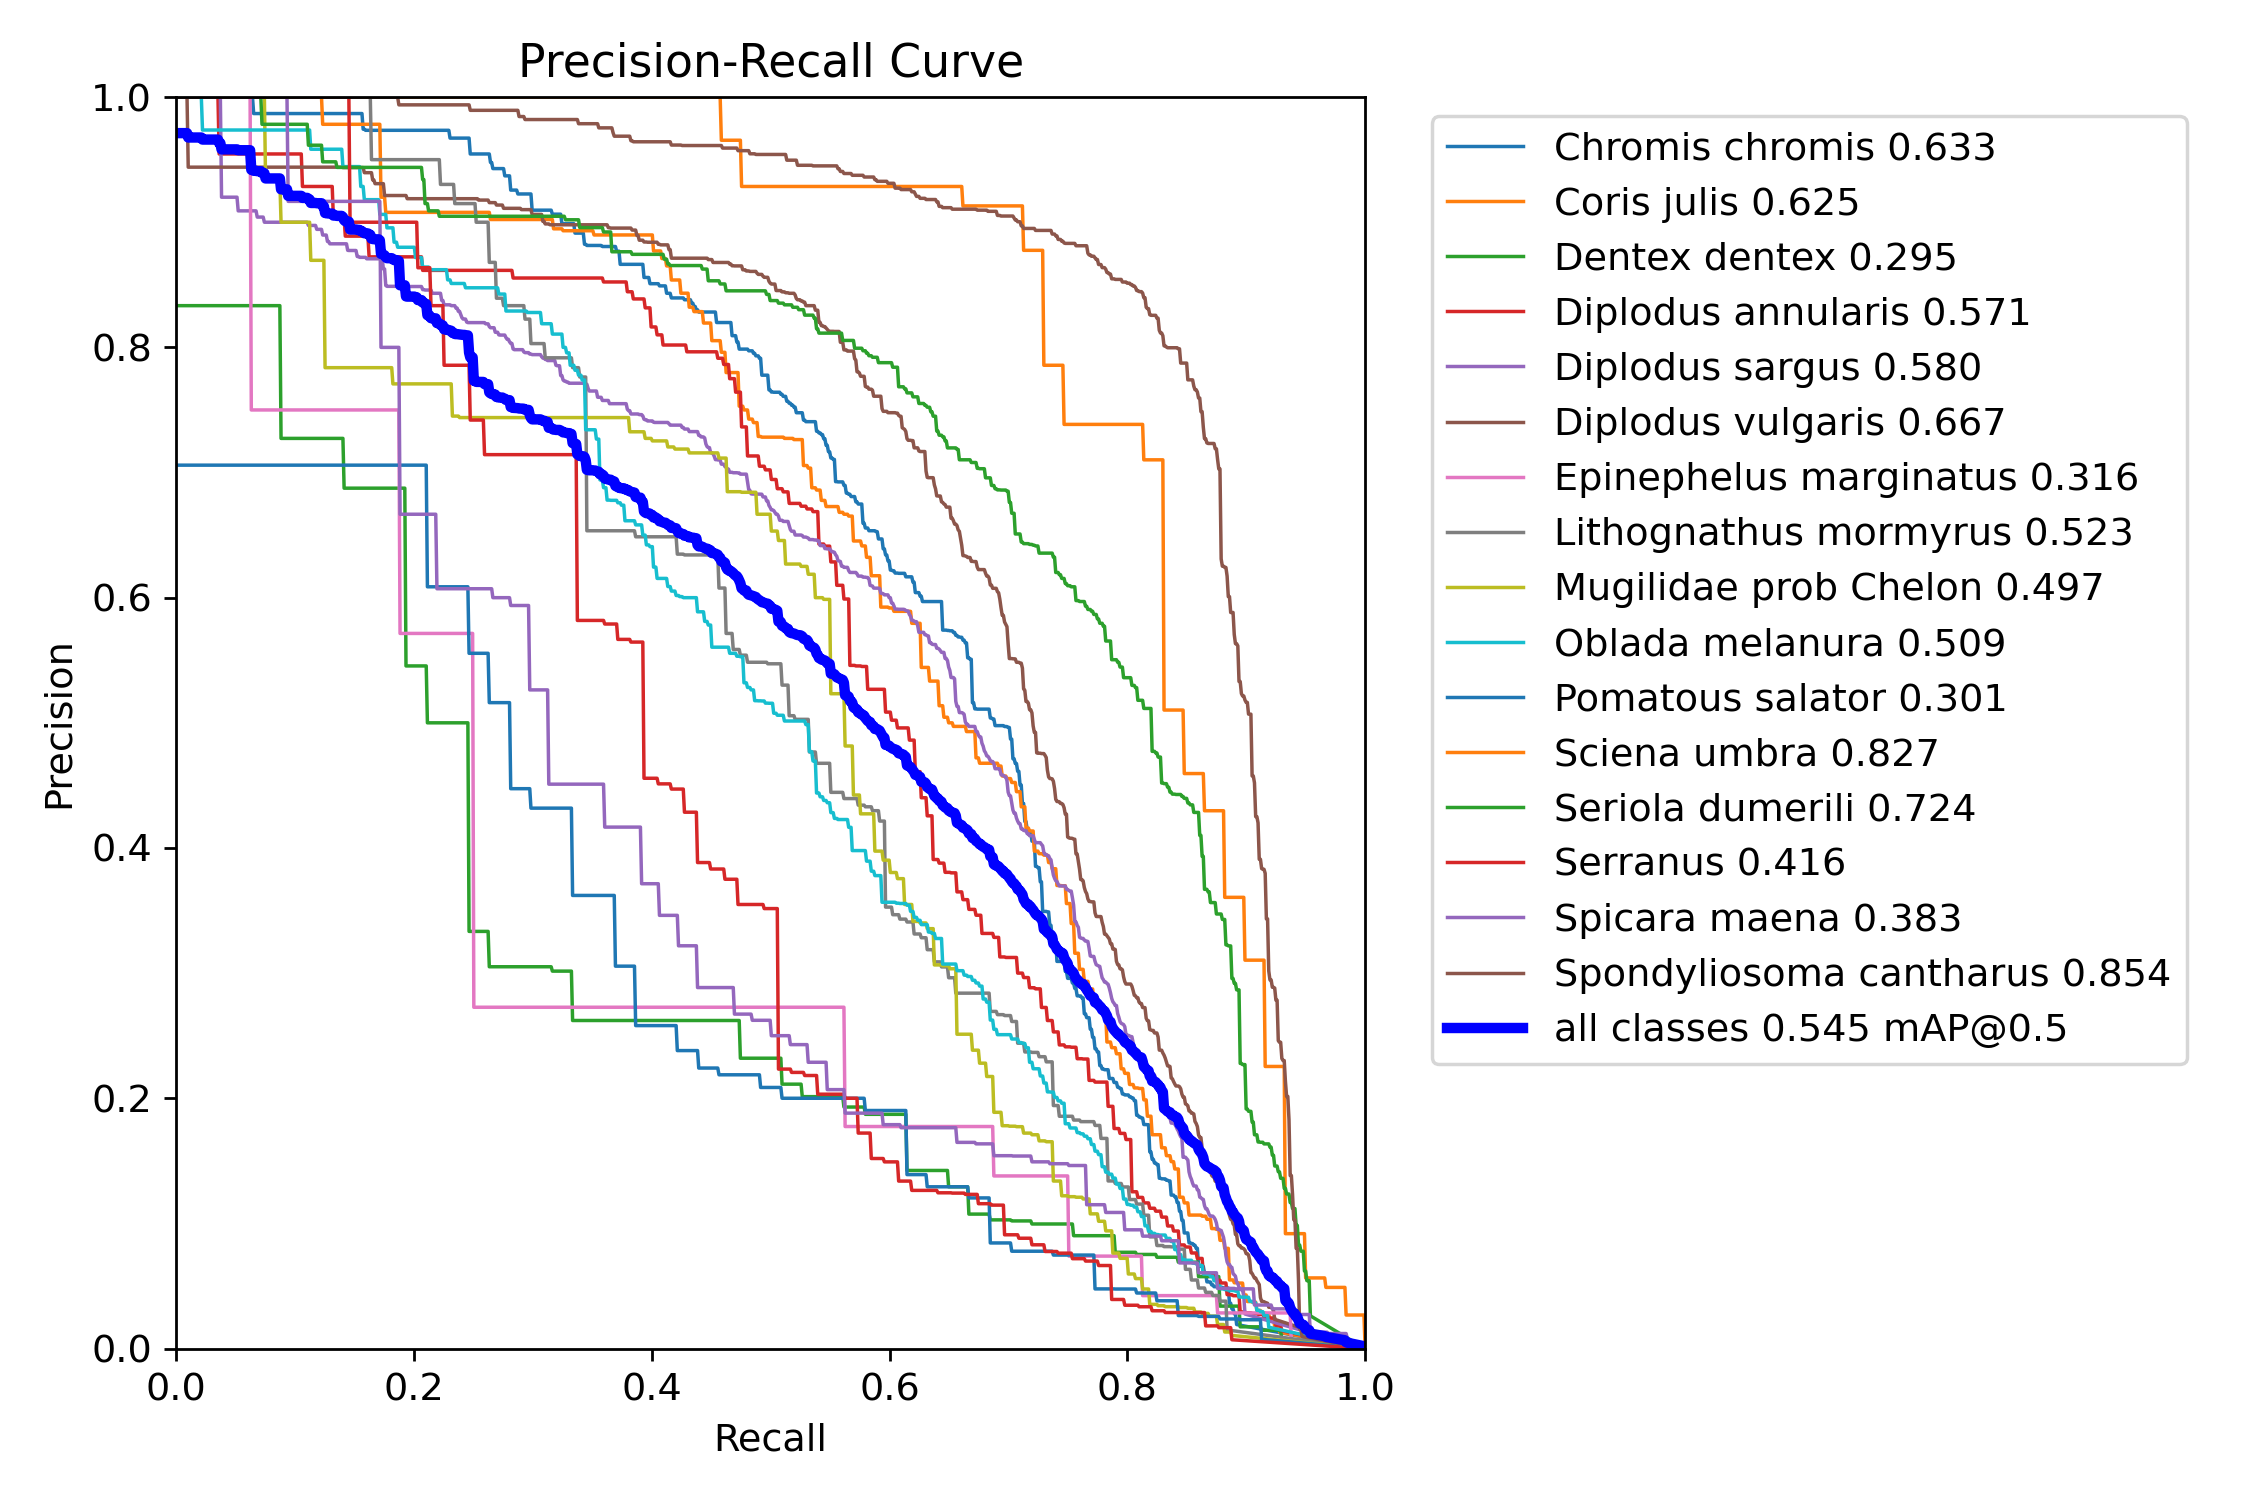 Precision-Recall Curve
1.0
0.8
0.6
0.4
0.2
0.0
Precision
0.0 0.2 0.4 0.6 0.8 1.0
Recall
Chromis chromis 0.633
Coris julis 0.625
Dentex dentex 0.295
Diplodus annularis 0.571
Diplodus sargus 0.580
Diplodus vulgaris 0.667
Epinephelus marginatus 0.316
Lithognathus mormyrus 0.523
Mugilidae prob Chelon 0.497
Oblada melanura 0.509
Pomatous salator 0.301
Sciena umbra 0.827
Seriola dumerili 0.724
Serranus 0.416
Spicara maena 0.383
Spondyliosoma cantharus 0.854
all classes 0.545 mAP@0.5